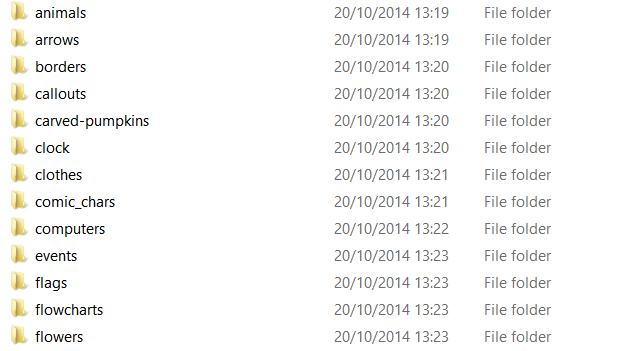 animals 20/10/2014 13:19 File folder
arrows 20/10/2014 13:19 File folder
borders 20/10/2014 13:20 File folder
callouts 20/10/2014 13:20 File folder
carved-pumpkins 20/10/2014 13:20 File folder
clock 20/10/2014 13:20 File folder
clothes 20/10/2014 13:21 File folder
comic_chars 20/10/2014 13:21 File folder
computers 20/10/2014 13:22 File folder
events 20/10/2014 13:23 File folder
flags 20/10/2014 13:23 File folder
flowcharts 20/10/2014 13:23 File folder
flowers 20/10/2014 13:23 File folder